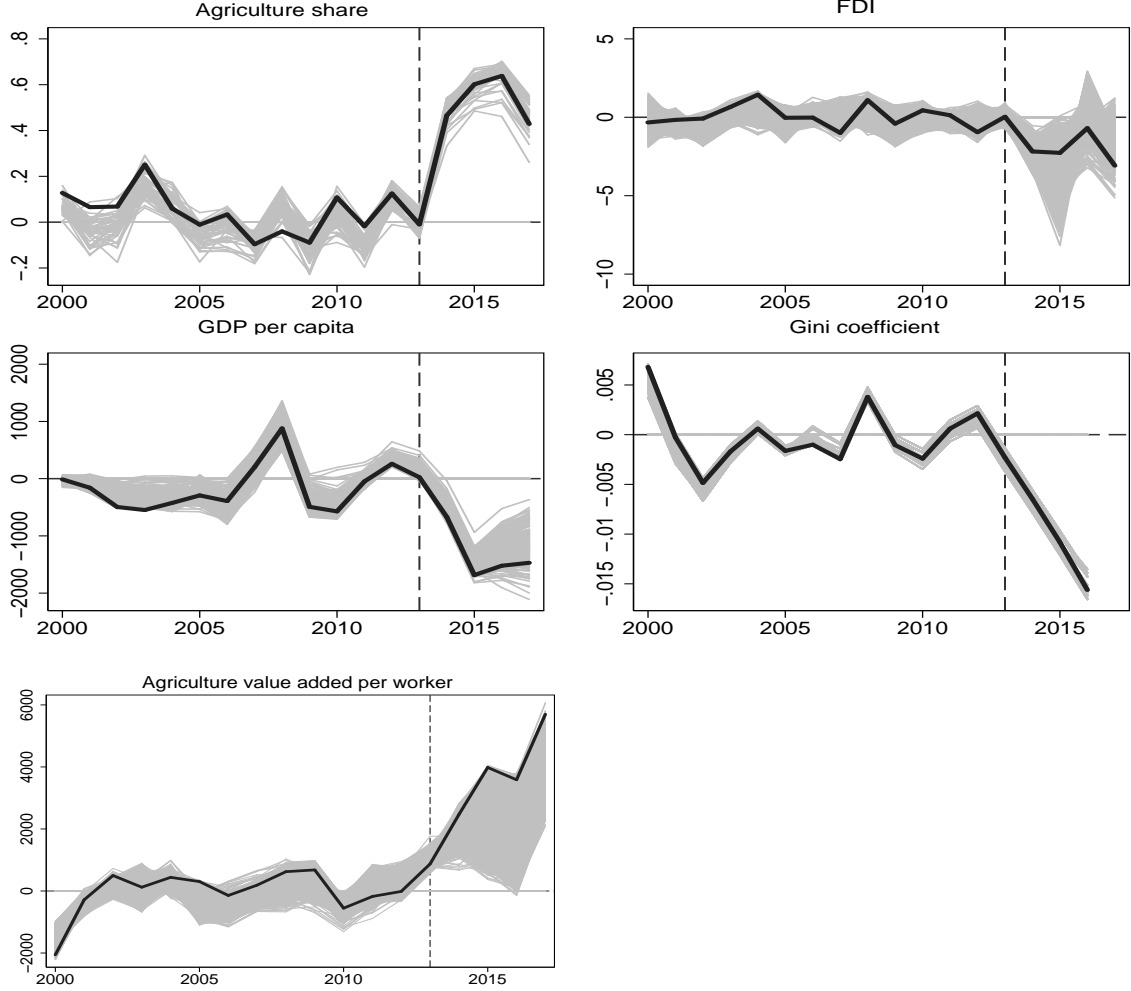 Agriculture share
.8
.6
.4
.2
0
-.2
2000 2005 2010 2015
FDI
5
0
-5
-10
2000 2005 2010 2015
GDP per capita
2000
1000
0
-1000
-2000
2000 2005 2010 2015
Gini coefficient
.005
0
-.005
-.01
-.015
2000 2005 2010 2015
Agriculture value added per worker
6000
4000
2000
0
-2000
2000 2005 2010 2015